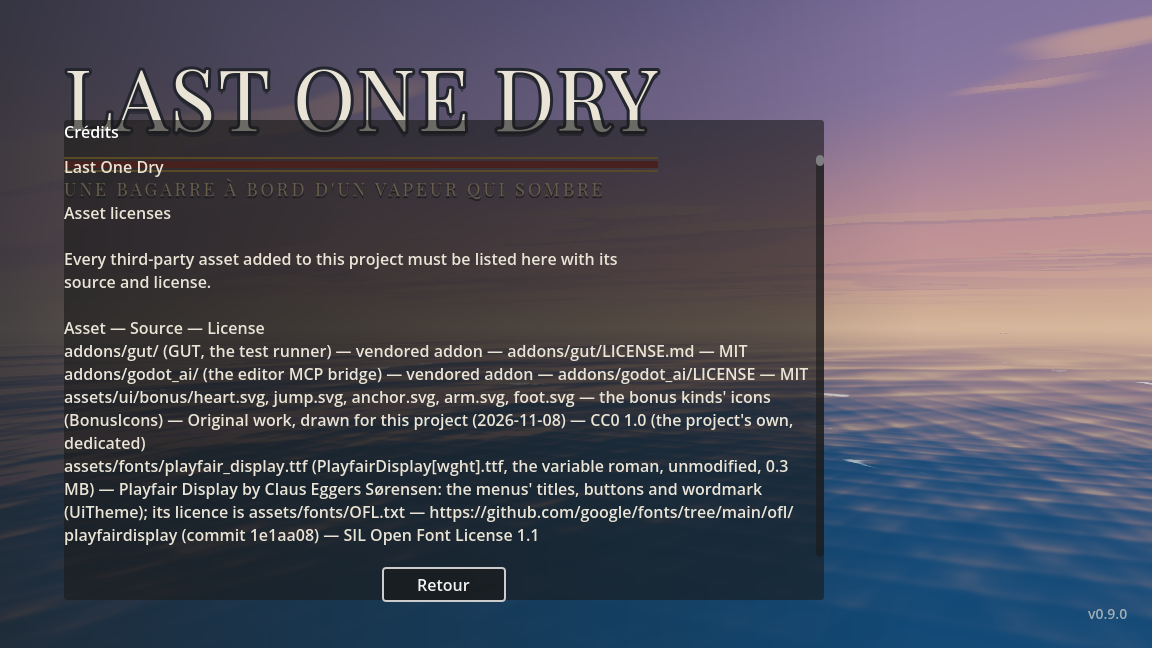 LAST ONE DRY
Crédits
Last One Dry
UNE BAGARRE À BORD D'UN VAPEUR QUI SOMBRE
Asset licenses
Every third-party asset added to this project must be listed here with its
source and license.
Asset — Source — License
addons/gut/ (GUT, the test runner) — vendored addon — addons/gut/LICENSE.md — MIT
addons/godot_ai/ (the editor MCP bridge) — vendored addon — addons/godot_ai/LICENSE — MIT
assets/ui/bonus/heart.svg, jump.svg, anchor.svg, arm.svg, foot.svg — the bonus kinds' icons
(BonusIcons) — Original work, drawn for this project (2026-11-08) — CC0 1.0 (the project's own,
dedicated)
assets/fonts/playfair_display.ttf (PlayfairDisplay[wght].ttf, the variable roman, unmodified, 0.3
MB) — Playfair Display by Claus Eggers Sørensen: the menus' titles, buttons and wordmark
(UiTheme); its licence is assets/fonts/OFL.txt — https://github.com/google/fonts/tree/main/ofl/
playfairdisplay (commit 1e1aa08) — SIL Open Font License 1.1
Retour
v0.9.0